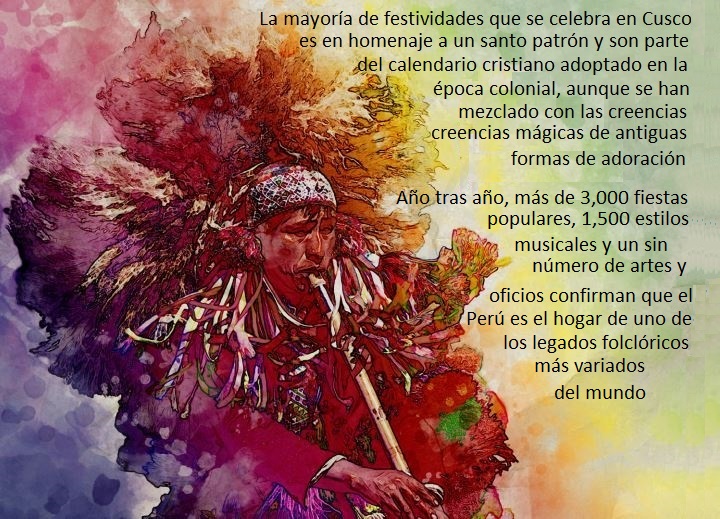 La mayoría de festividades que se celebra en Cusco
es en homenaje a un santo patrón y son parte
del calendario cristiano adoptado en la
época colonial, aunque se han
mezclado con las creencias
creencias mágicas de antiguas
formas de adoración
Año tras año, más de 3,000 fiestas
populares, 1,500 estilos
musicales y un sin
número de artes y
oficios confirman que el
Perú es el hogar de uno de
los legados folclóricos
más variados
del mundo